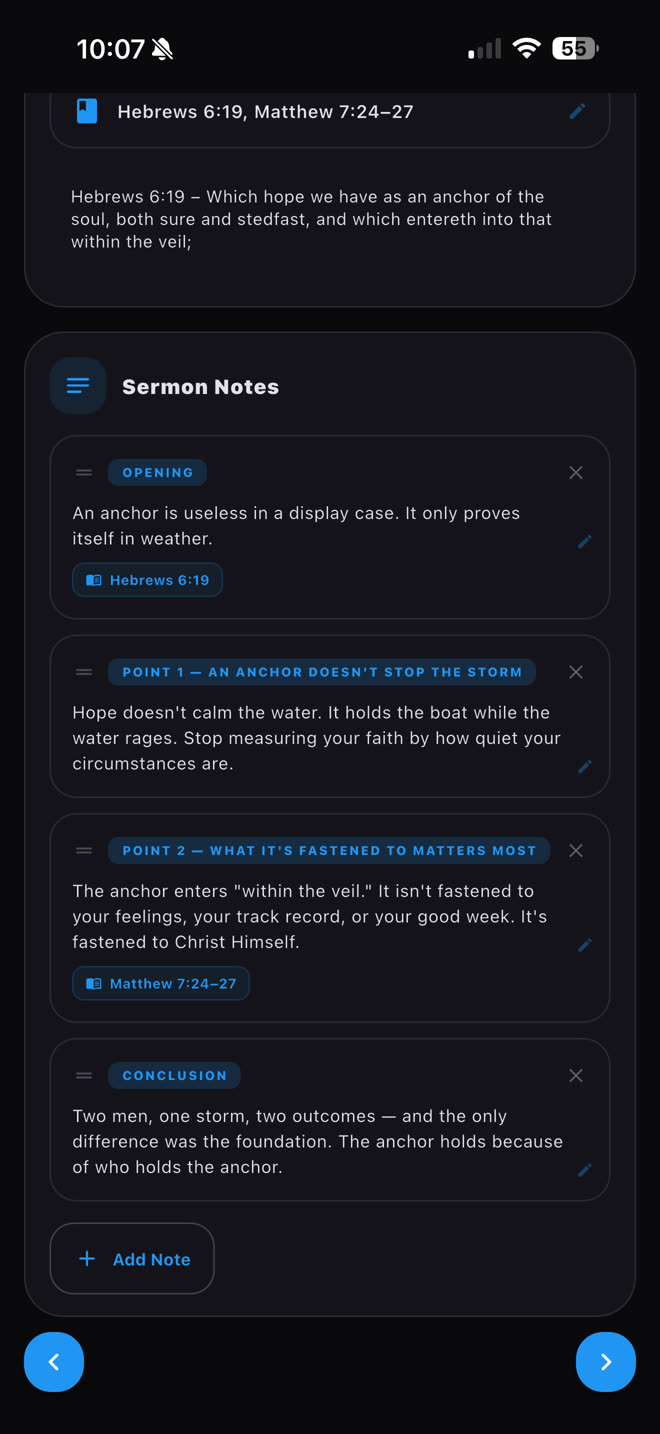 10:07
55
Hebrews 6:19, Matthew 7:24–27
Hebrews 6:19 – Which hope we have as an anchor of the
soul, both sure and stedfast, and which entereth into that
within the veil;
Sermon Notes
OPENING
An anchor is useless in a display case. It only proves
itself in weather.
Hebrews 6:19
POINT 1 — AN ANCHOR DOESN'T STOP THE STORM
Hope doesn't calm the water. It holds the boat while the
water rages. Stop measuring your faith by how quiet your
circumstances are.
POINT 2 — WHAT IT'S FASTENED TO MATTERS MOST
The anchor enters "within the veil." It isn't fastened to
your feelings, your track record, or your good week. It's
fastened to Christ Himself.
Matthew 7:24–27
CONCLUSION
Two men, one storm, two outcomes — and the only
difference was the foundation. The anchor holds because
of who holds the anchor.
Add Note